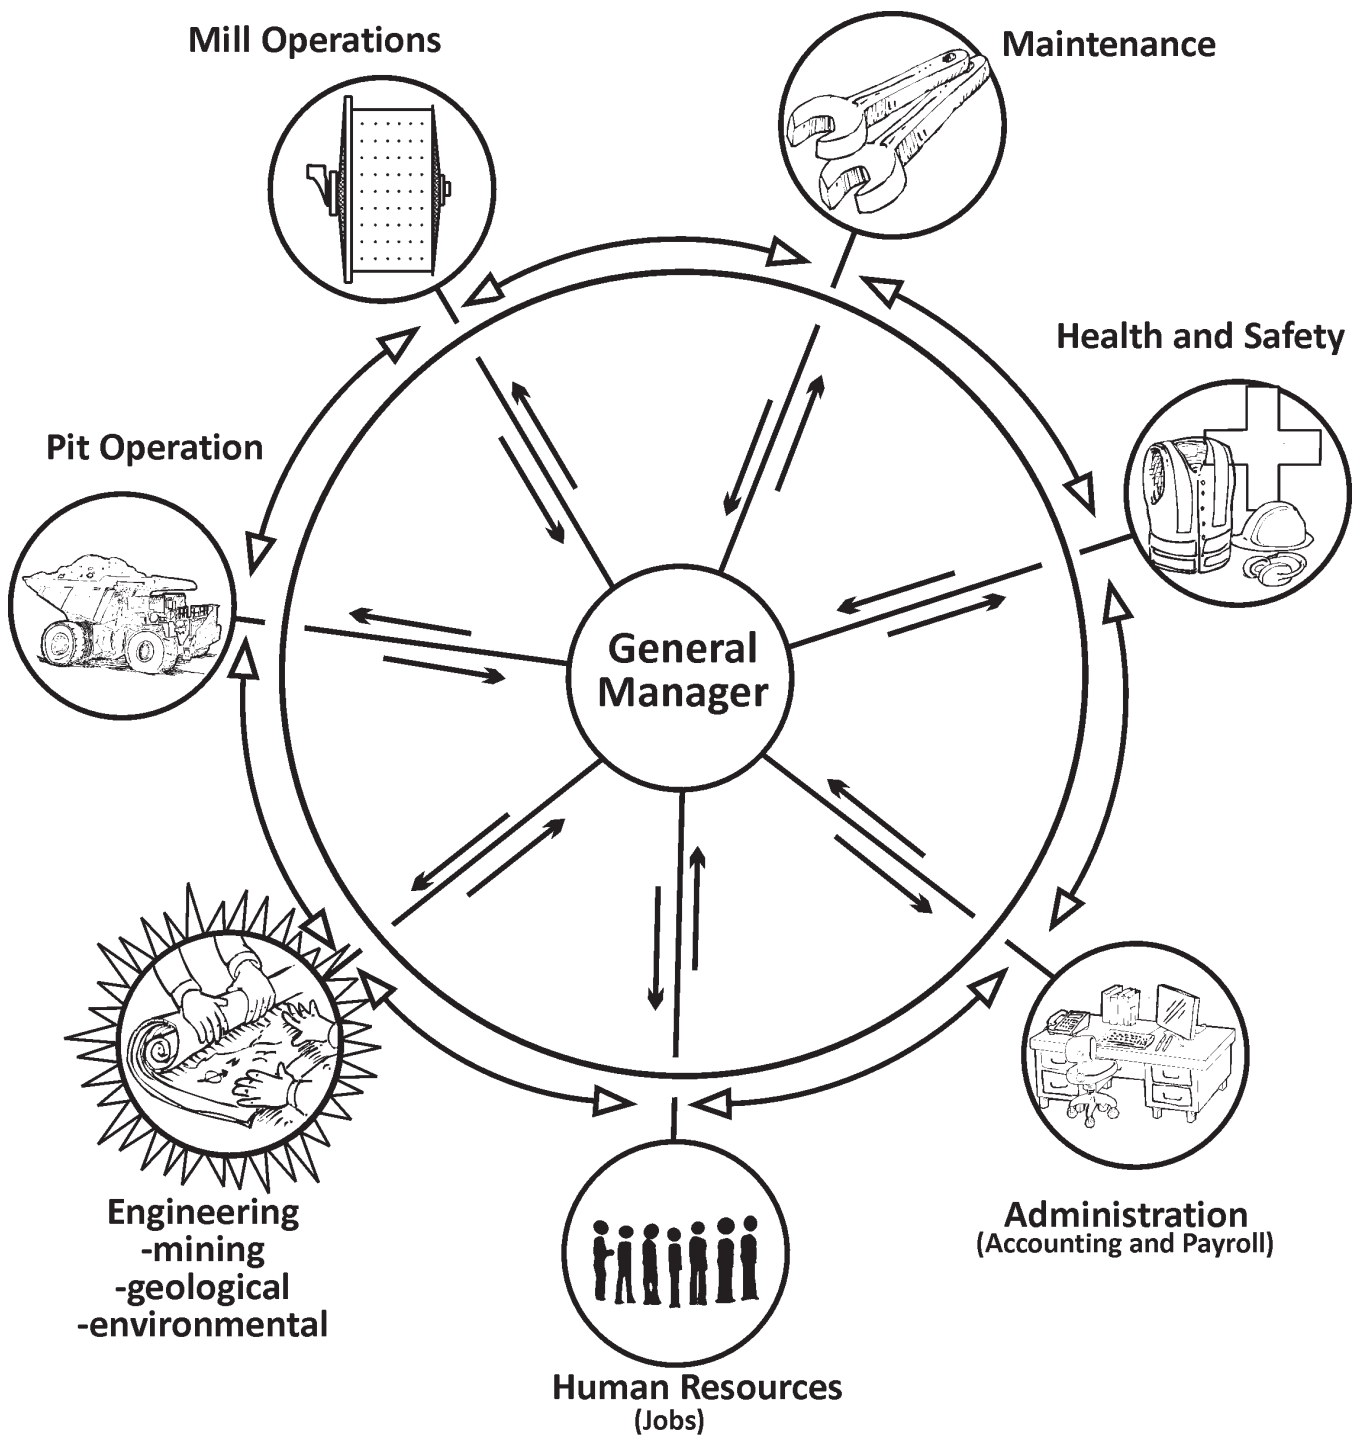 Mill Operations
Maintenance
Health and Safety
Pit Operation
General
Manager
Engineering
-mining
-geological
-environmental
Administration
(Accounting and Payroll)
Human Resources
(Jobs)